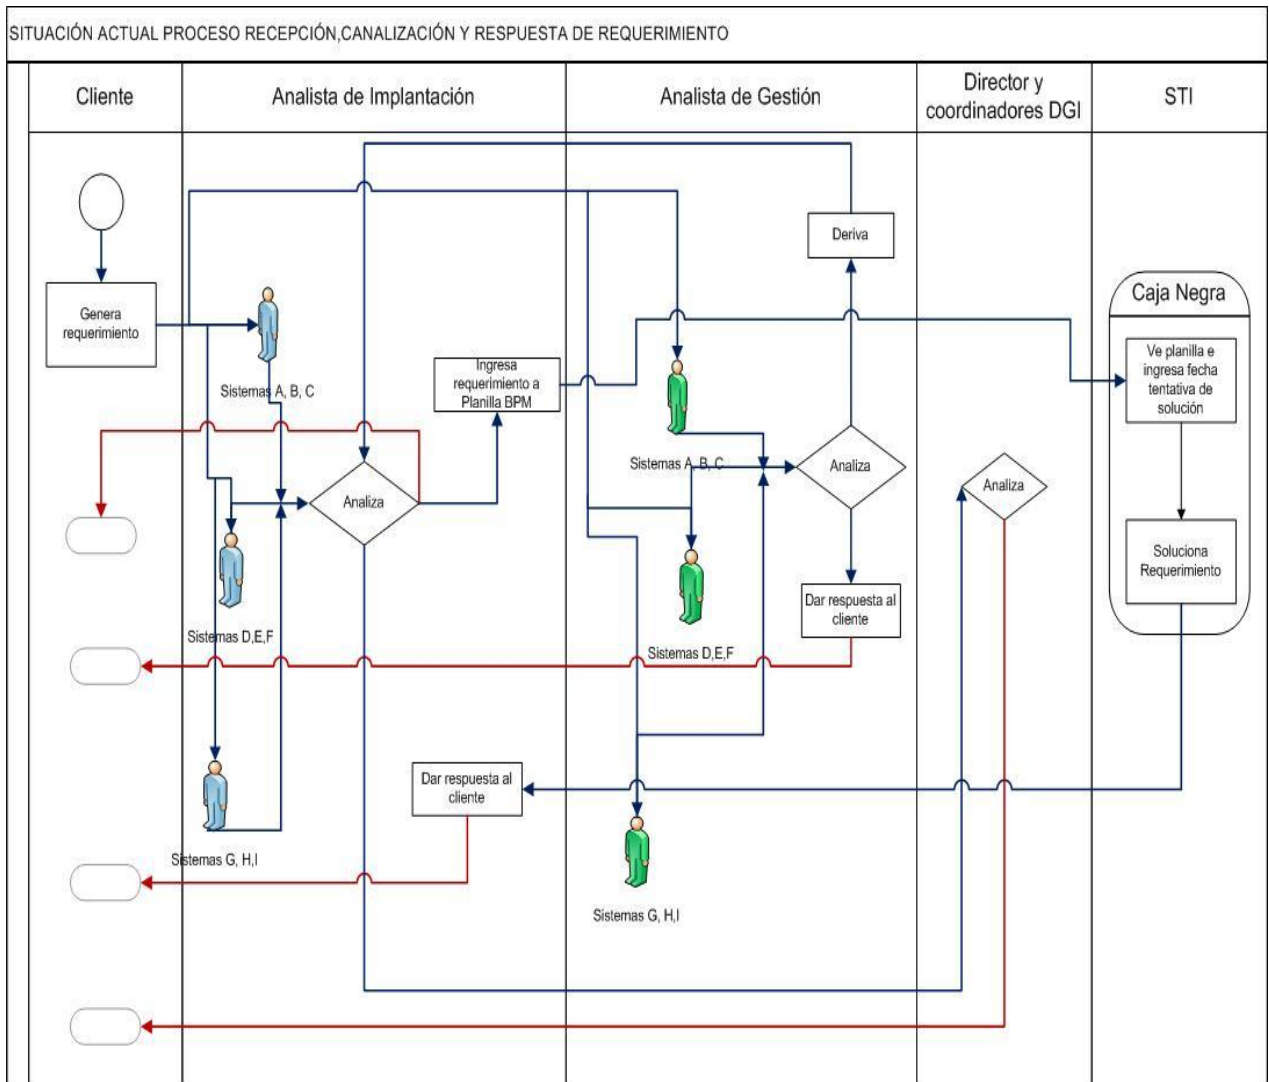 SITUACIÓN ACTUAL PROCESO RECEPCIÓN,CANALIZACIÓN Y RESPUESTA DE REQUERIMIENTO
Cliente
Analista de Implantación
Analista de Gestión
Director y
coordinadores DGI
STI
Genera
requerimiento
Sistemas A, B, C
Ingresa
requerimiento a
Planilla BPM
Analiza
Sistemas D,E,F
Sistemas G, H,I
Dar respuesta al
cliente
Deriva
Sistemas A, B, C
Analiza
Sistemas D,E,F
Dar respuesta al
cliente
Sistemas G, H,I
Analiza
Caja Negra
Ve planilla e
ingresa fecha
tentativa de
solución
Soluciona
Requerimiento